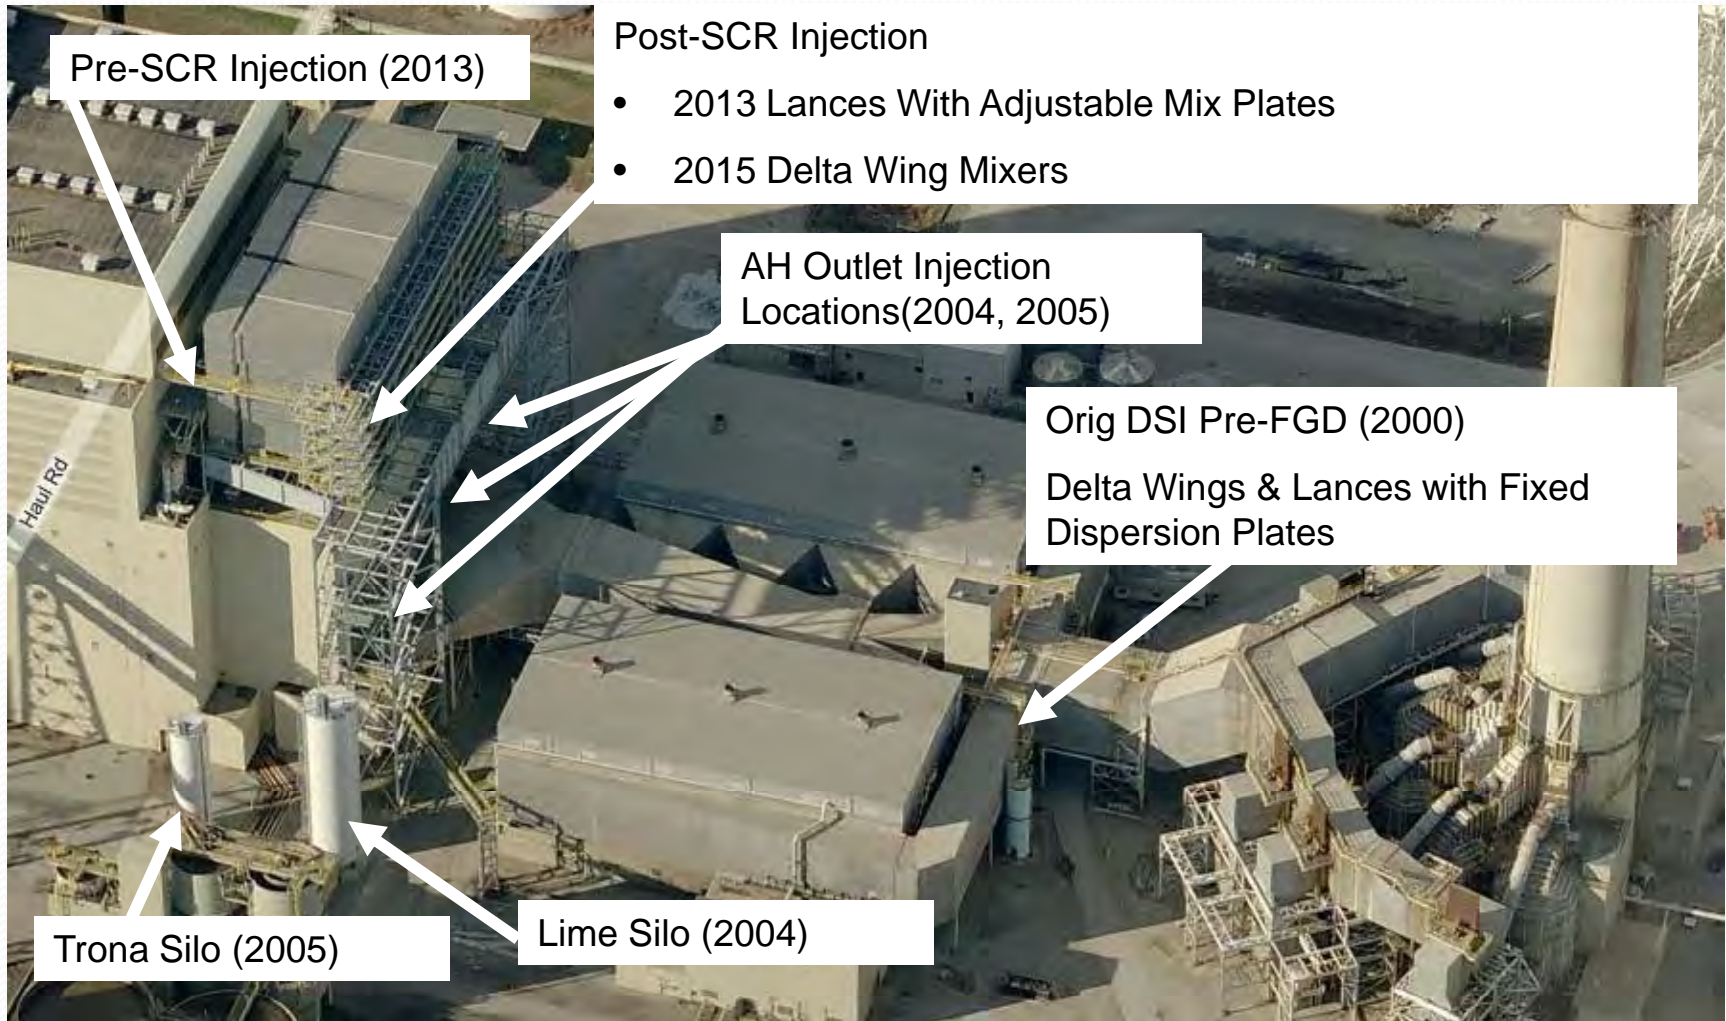 Pre-SCR Injection (2013)
Post-SCR Injection
• 2013 Lances With Adjustable Mix Plates
• 2015 Delta Wing Mixers
AH Outlet Injection
Locations(2004, 2005)
Orig DSI Pre-FGD (2000)
Delta Wings & Lances with Fixed
Dispersion Plates
Haul Rd
Trona Silo (2005)
Lime Silo (2004)